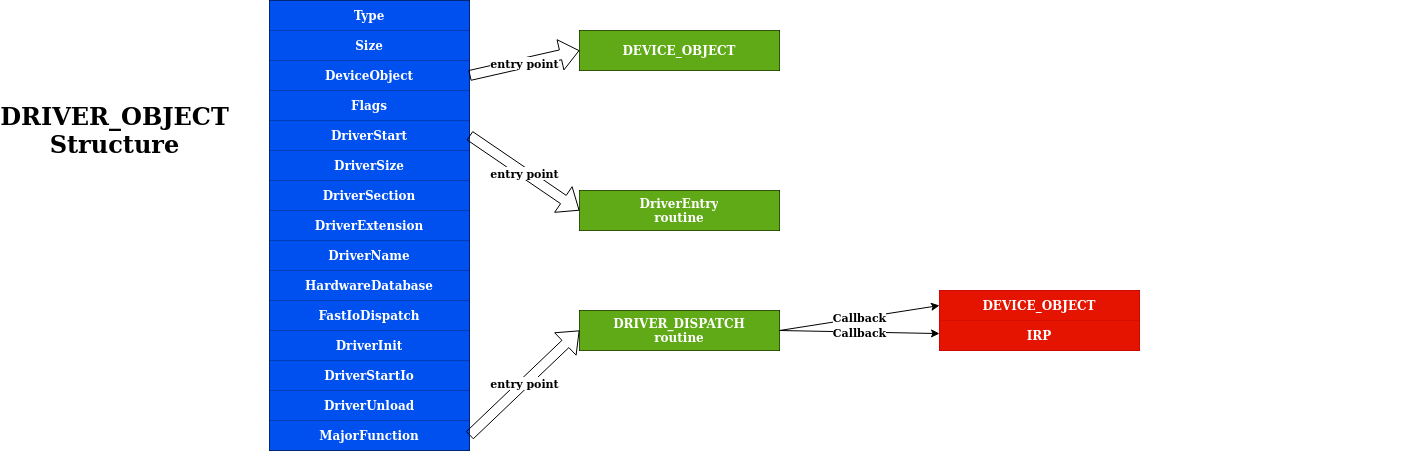 DRIVER_OBJECT
Structure
Type
Size
DeviceObject
Flags
DriverStart
DriverSize
DriverSection
DriverExtension
DriverName
HardwareDatabase
FastIoDispatch
DriverInit
DriverStartIo
DriverUnload
MajorFunction
entry point
DEVICE_OBJECT
entry point
DriverEntry
routine
entry point
DRIVER_DISPATCH
routine
Callback
Callback
DEVICE_OBJECT
IRP